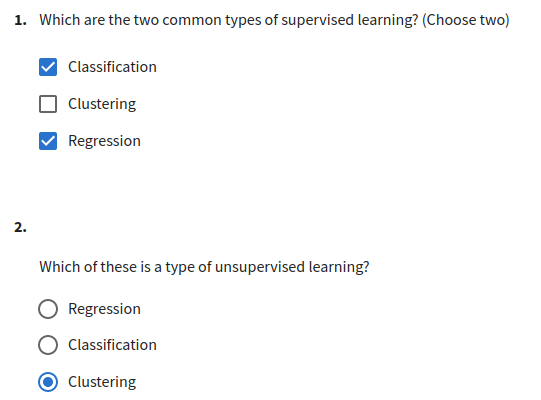 1. Which are the two common types of supervised learning? (Choose two)
Classification
Clustering
Regression
2.
Which of these is a type of unsupervised learning?
Regression
Classification
Clustering